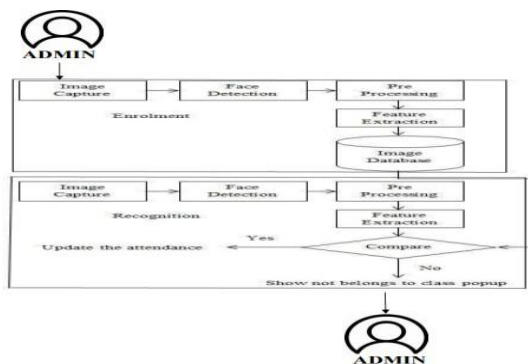 ADMIN
Image Capture
Face Detection
Pre Processing
Enrolment
Feature Extraction
Image Database
Image Capture
Face Detection
Pre Processing
Recognition
Feature Extraction
Update the attendance
Yes
Compare
No
Show not belongs to class popup
ADMIN